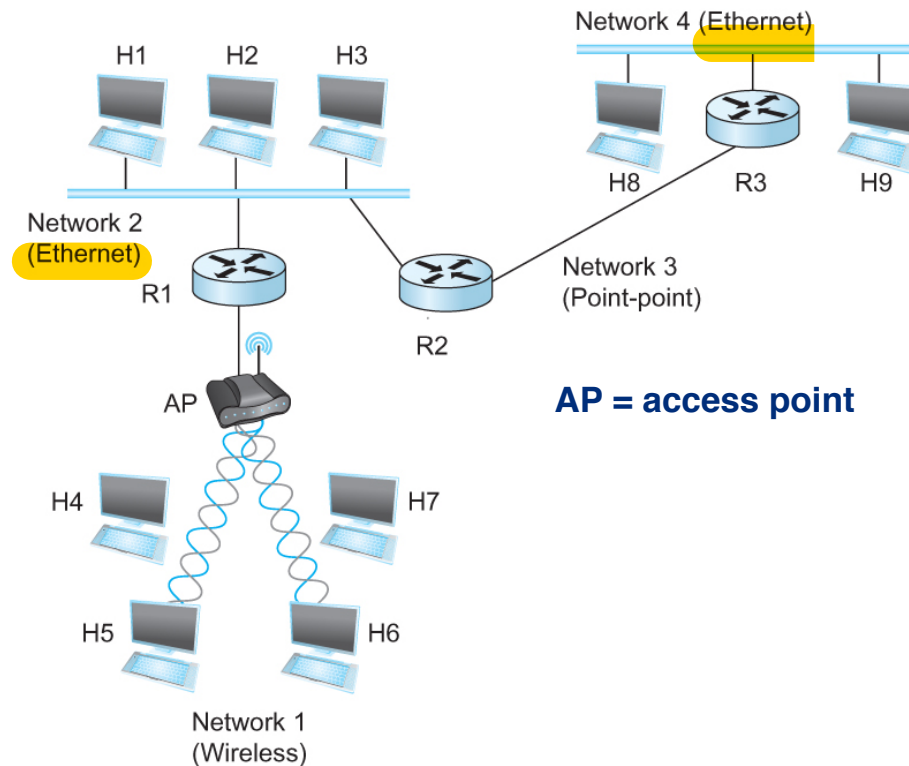 Network 4 (Ethernet)
H1
H2
H3
H8
R3
H9
Network 2
(Ethernet)
R1
R2
Network 3
(Point-point)
AP
AP = access point
H4
H7
H5
H6
Network 1
(Wireless)